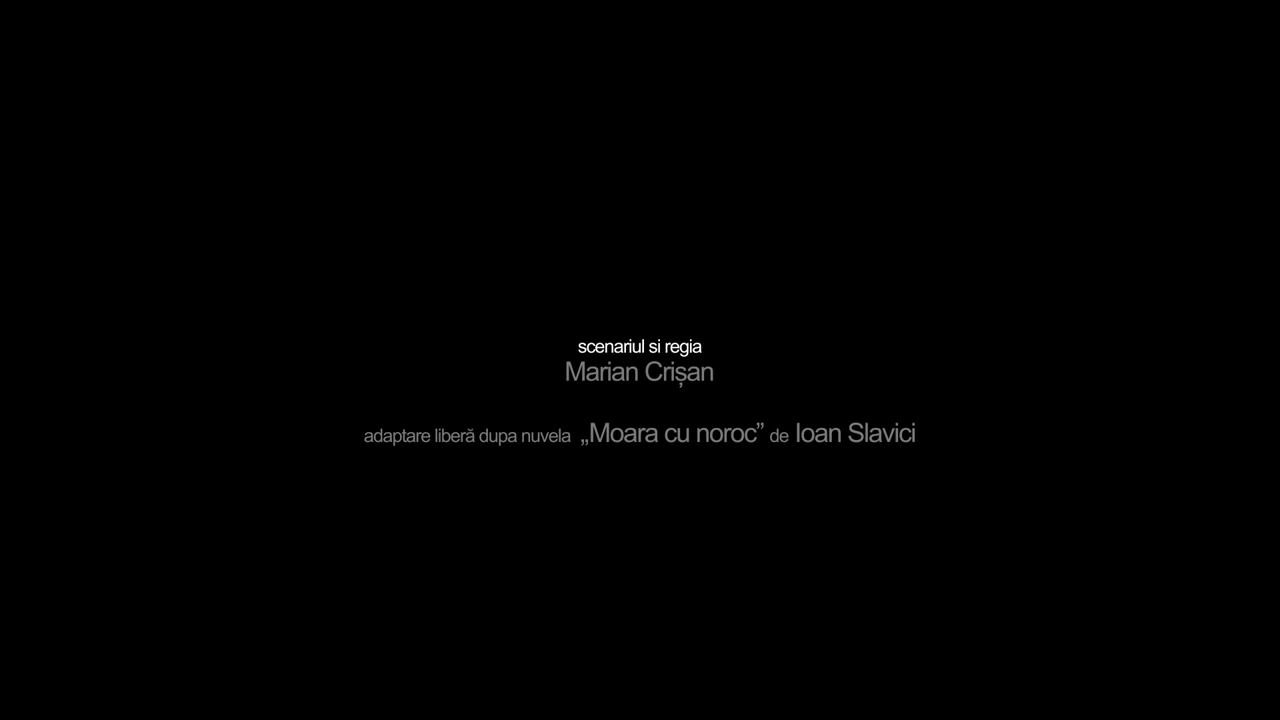 scenariul si regia
Marian Crișan
adaptare liberă dupa nuvela „Moara cu noroc” de Ioan Slavici